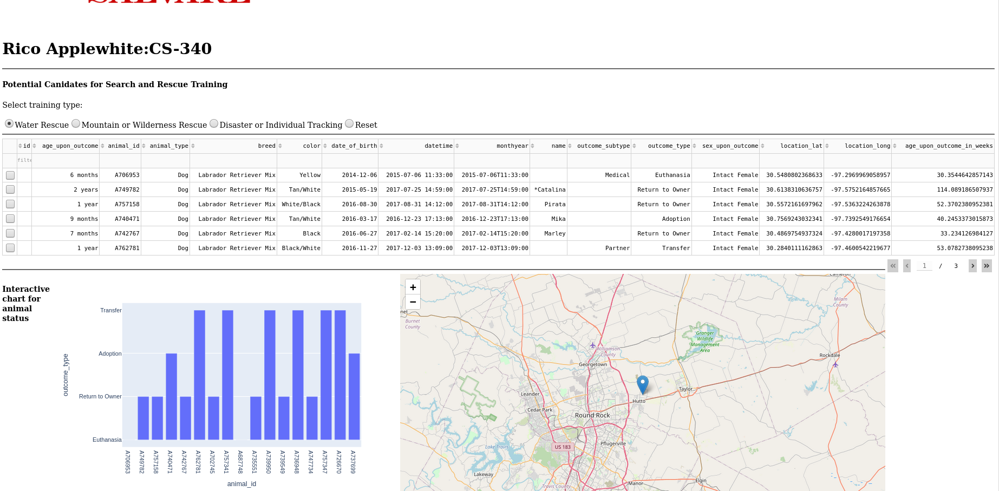 SALVARE
Rico Applewhite:CS-340
Potential Canidates for Search and Rescue Training
Select training type:
Water Rescue Mountain or Wilderness Rescue Disaster or Individual Tracking Reset
id age_upon_outcome animal_id animal_type breed color date_of_birth datetime monthyear name outcome_subtype outcome_type sex_upon_outcome location_lat location_long age_upon_outcome_in_weeks
filte
6 months A706953 Dog Labrador Retriever Mix Yellow 2014-12-06 2015-07-06 11:33:00 2015-07-06T11:33:00 Medical Euthanasia Intact Female 30.5480802368633 -97.2969969058957 30.3544642857143
2 years A749782 Dog Labrador Retriever Mix Tan/White 2015-05-19 2017-07-25 14:59:00 2017-07-25T14:59:00 *Catalina Return to Owner Intact Female 30.6138310636757 -97.5752164857665 114.089186507937
1 year A757158 Dog Labrador Retriever Mix White/Black 2016-08-30 2017-08-31 14:12:00 2017-08-31T14:12:00 Pirata Return to Owner Intact Female 30.5572161697962 -97.5363224263878 52.3702380952381
9 months A740471 Dog Labrador Retriever Mix Tan/White 2016-03-17 2016-12-23 17:13:00 2016-12-23T17:13:00 Mika Adoption Intact Female 30.7569243032341 -97.7392549176654 40.2453373015873
7 months A742767 Dog Labrador Retriever Mix Black 2016-06-27 2017-02-14 15:20:00 2017-02-14T15:20:00 Marley Return to Owner Intact Female 30.4869754937324 -97.4280017197358 33.234126984127
1 year A762781 Dog Labrador Retriever Mix Black/White 2016-11-27 2017-12-03 13:09:00 2017-12-03T13:09:00 Partner Transfer Intact Female 30.2840111162863 -97.4600542219677 53.0782738095238
« ‹ 1 / 3 › »
Interactive
chart for
animal
status
Transfer
Adoption
Return to Owner
Euthanasia
outcome_type
A706953
A749782
A757158
A740471
A742767
A762781
A702745
A757341
A687748
A735551
A739950
A739549
A736948
A747734
A757347
A726670
A737699
animal_id
+
−
Cameron
net
Burnet
County
Milam
County
Granger
Wildlife
Management
Area
Williamson
County
Georgetown
Rockdale
Leander
Taylor
Hutto
Cedar Park
Round Rock
US 183
Pflugerville
Lake Travis
Lakeway
Manor
Elgin
Travis County